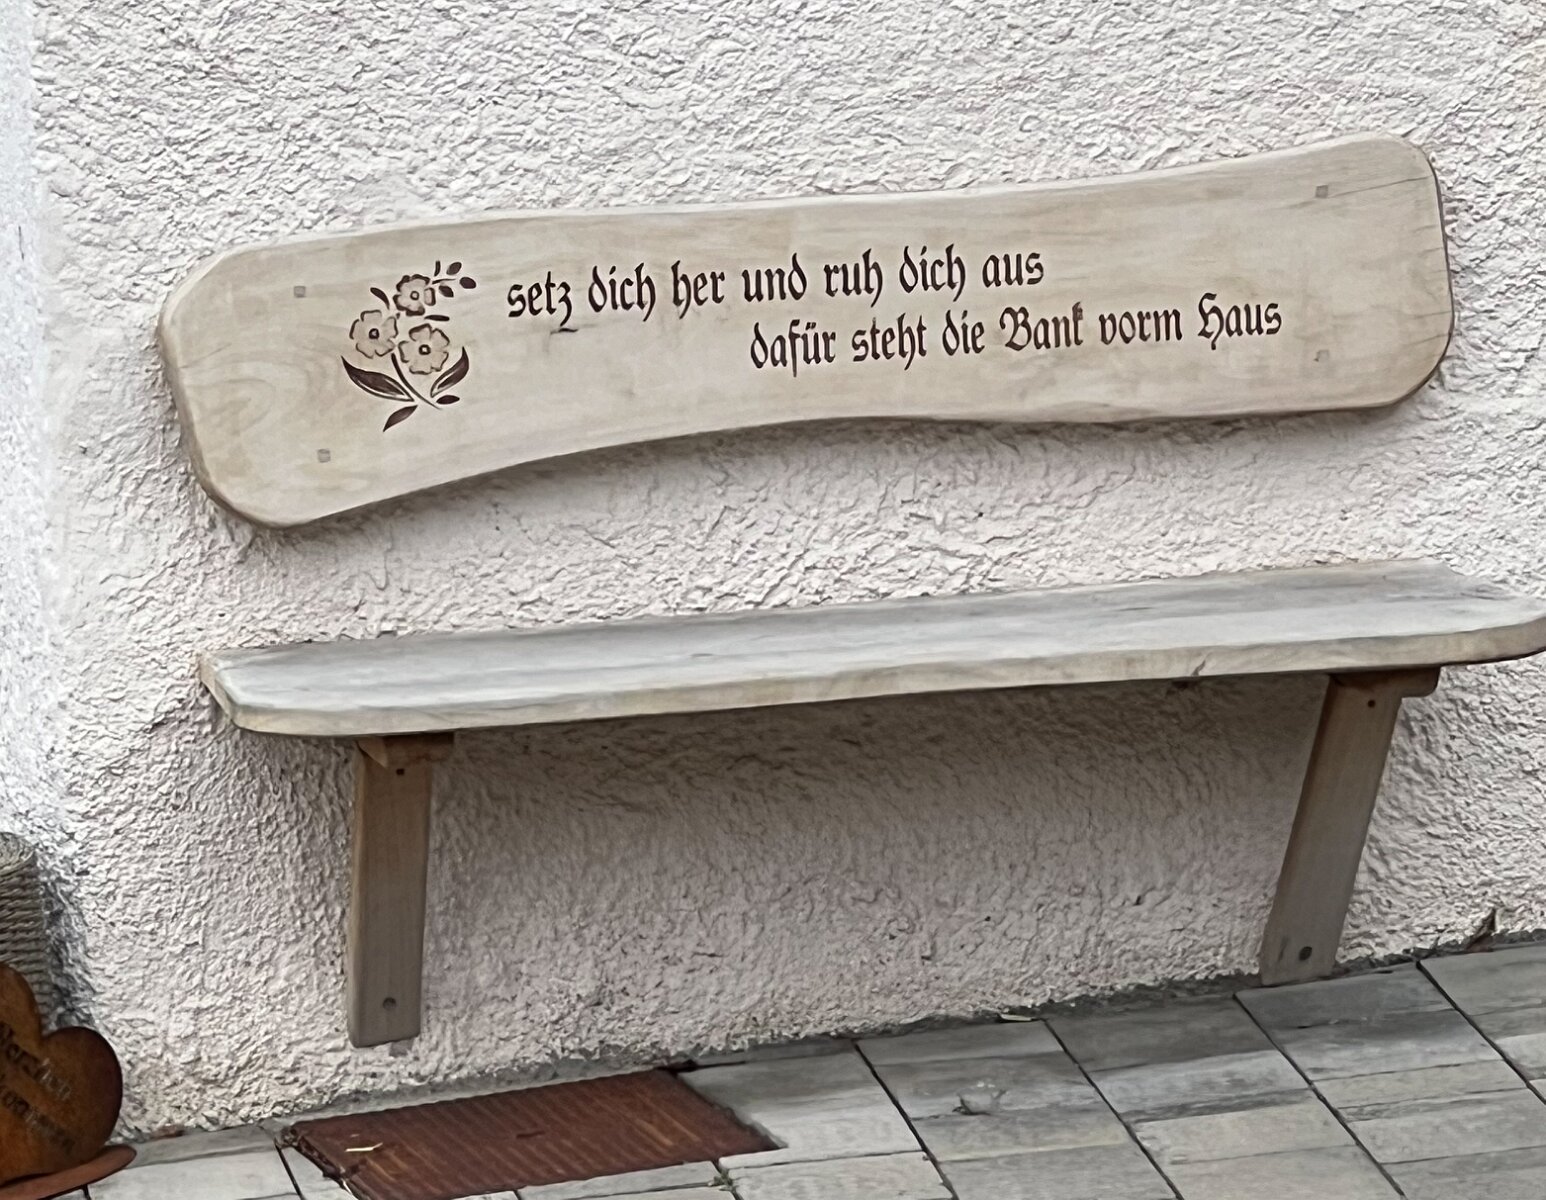 setz dich her und ruh dich aus
dafür steht die Bank vorm Haus